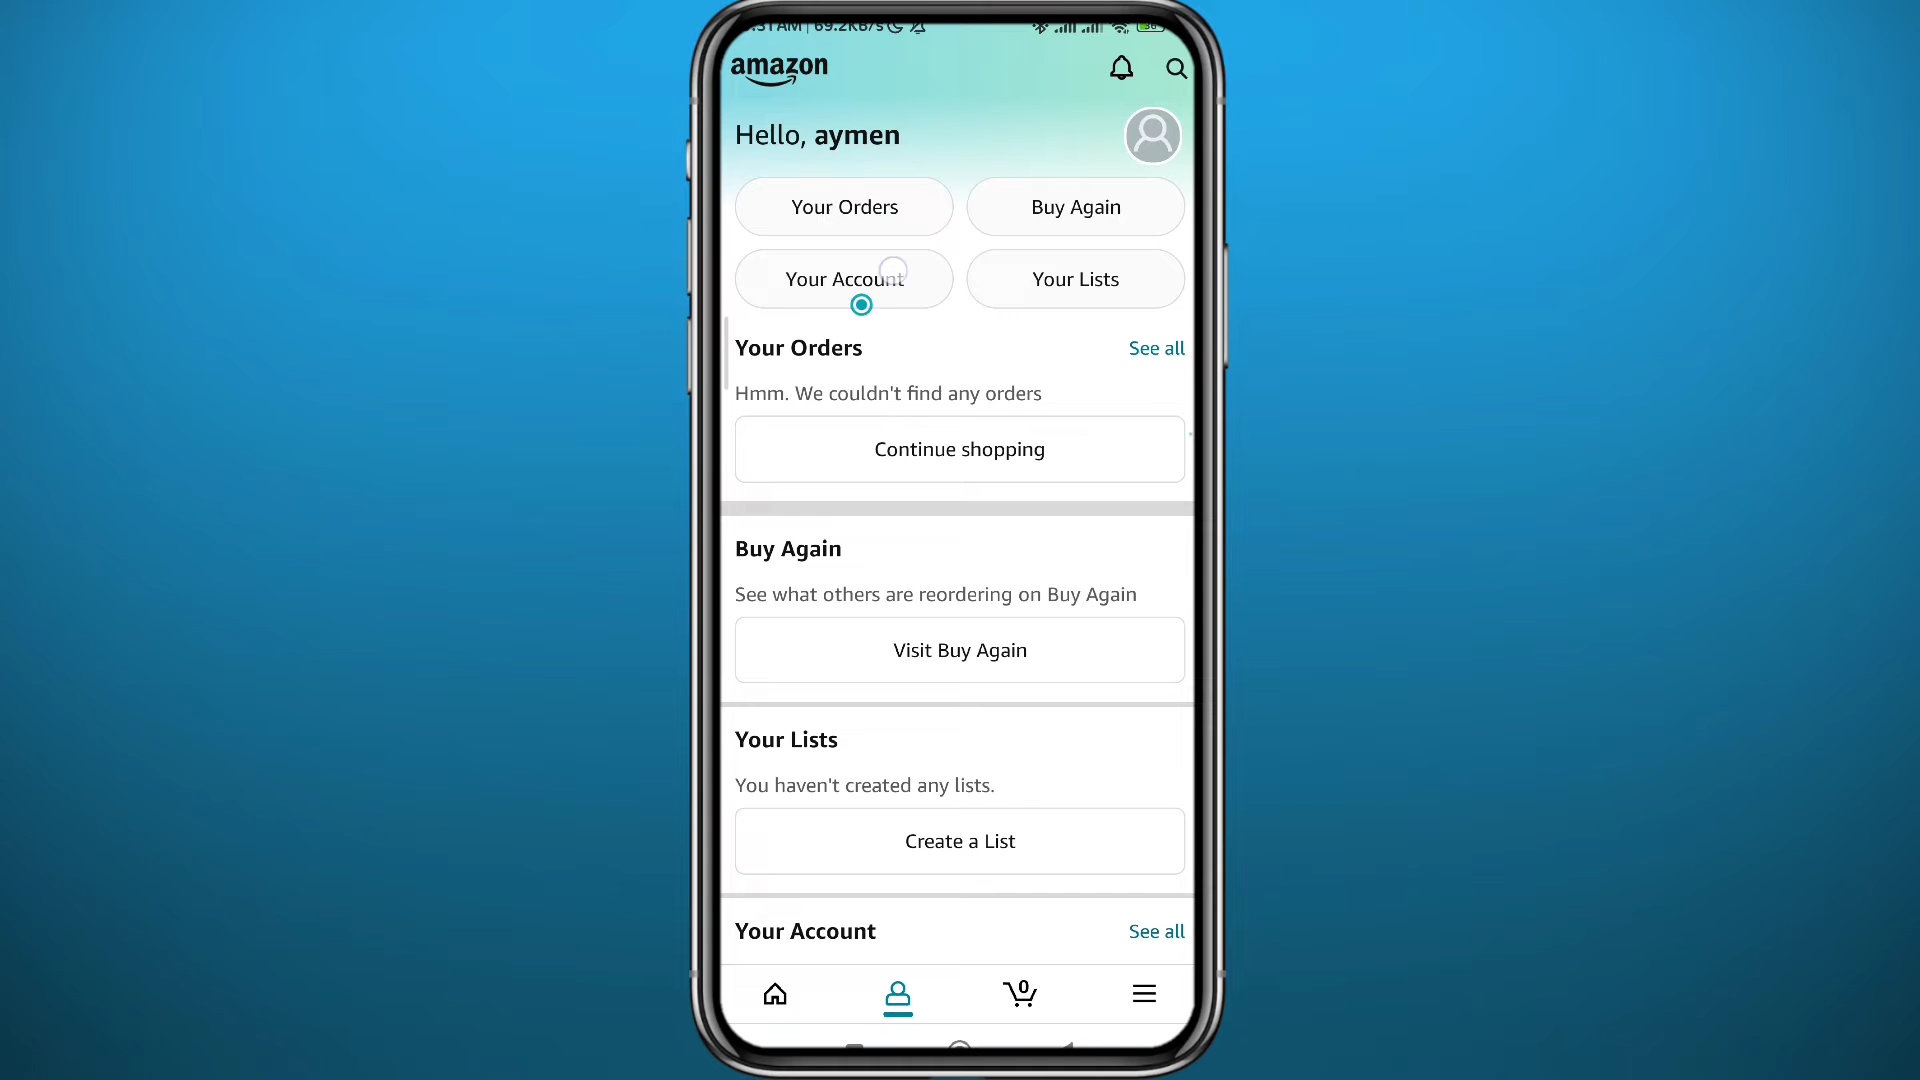 amazon
Hello, aymen
Your Orders
Buy Again
Your Account
Your Lists
Your Orders
See all
Hmm. We couldn't find any orders
Continue shopping
Buy Again
See what others are reordering on Buy Again
Visit Buy Again
Your Lists
You haven't created any lists.
Create a List
Your Account
See all
0